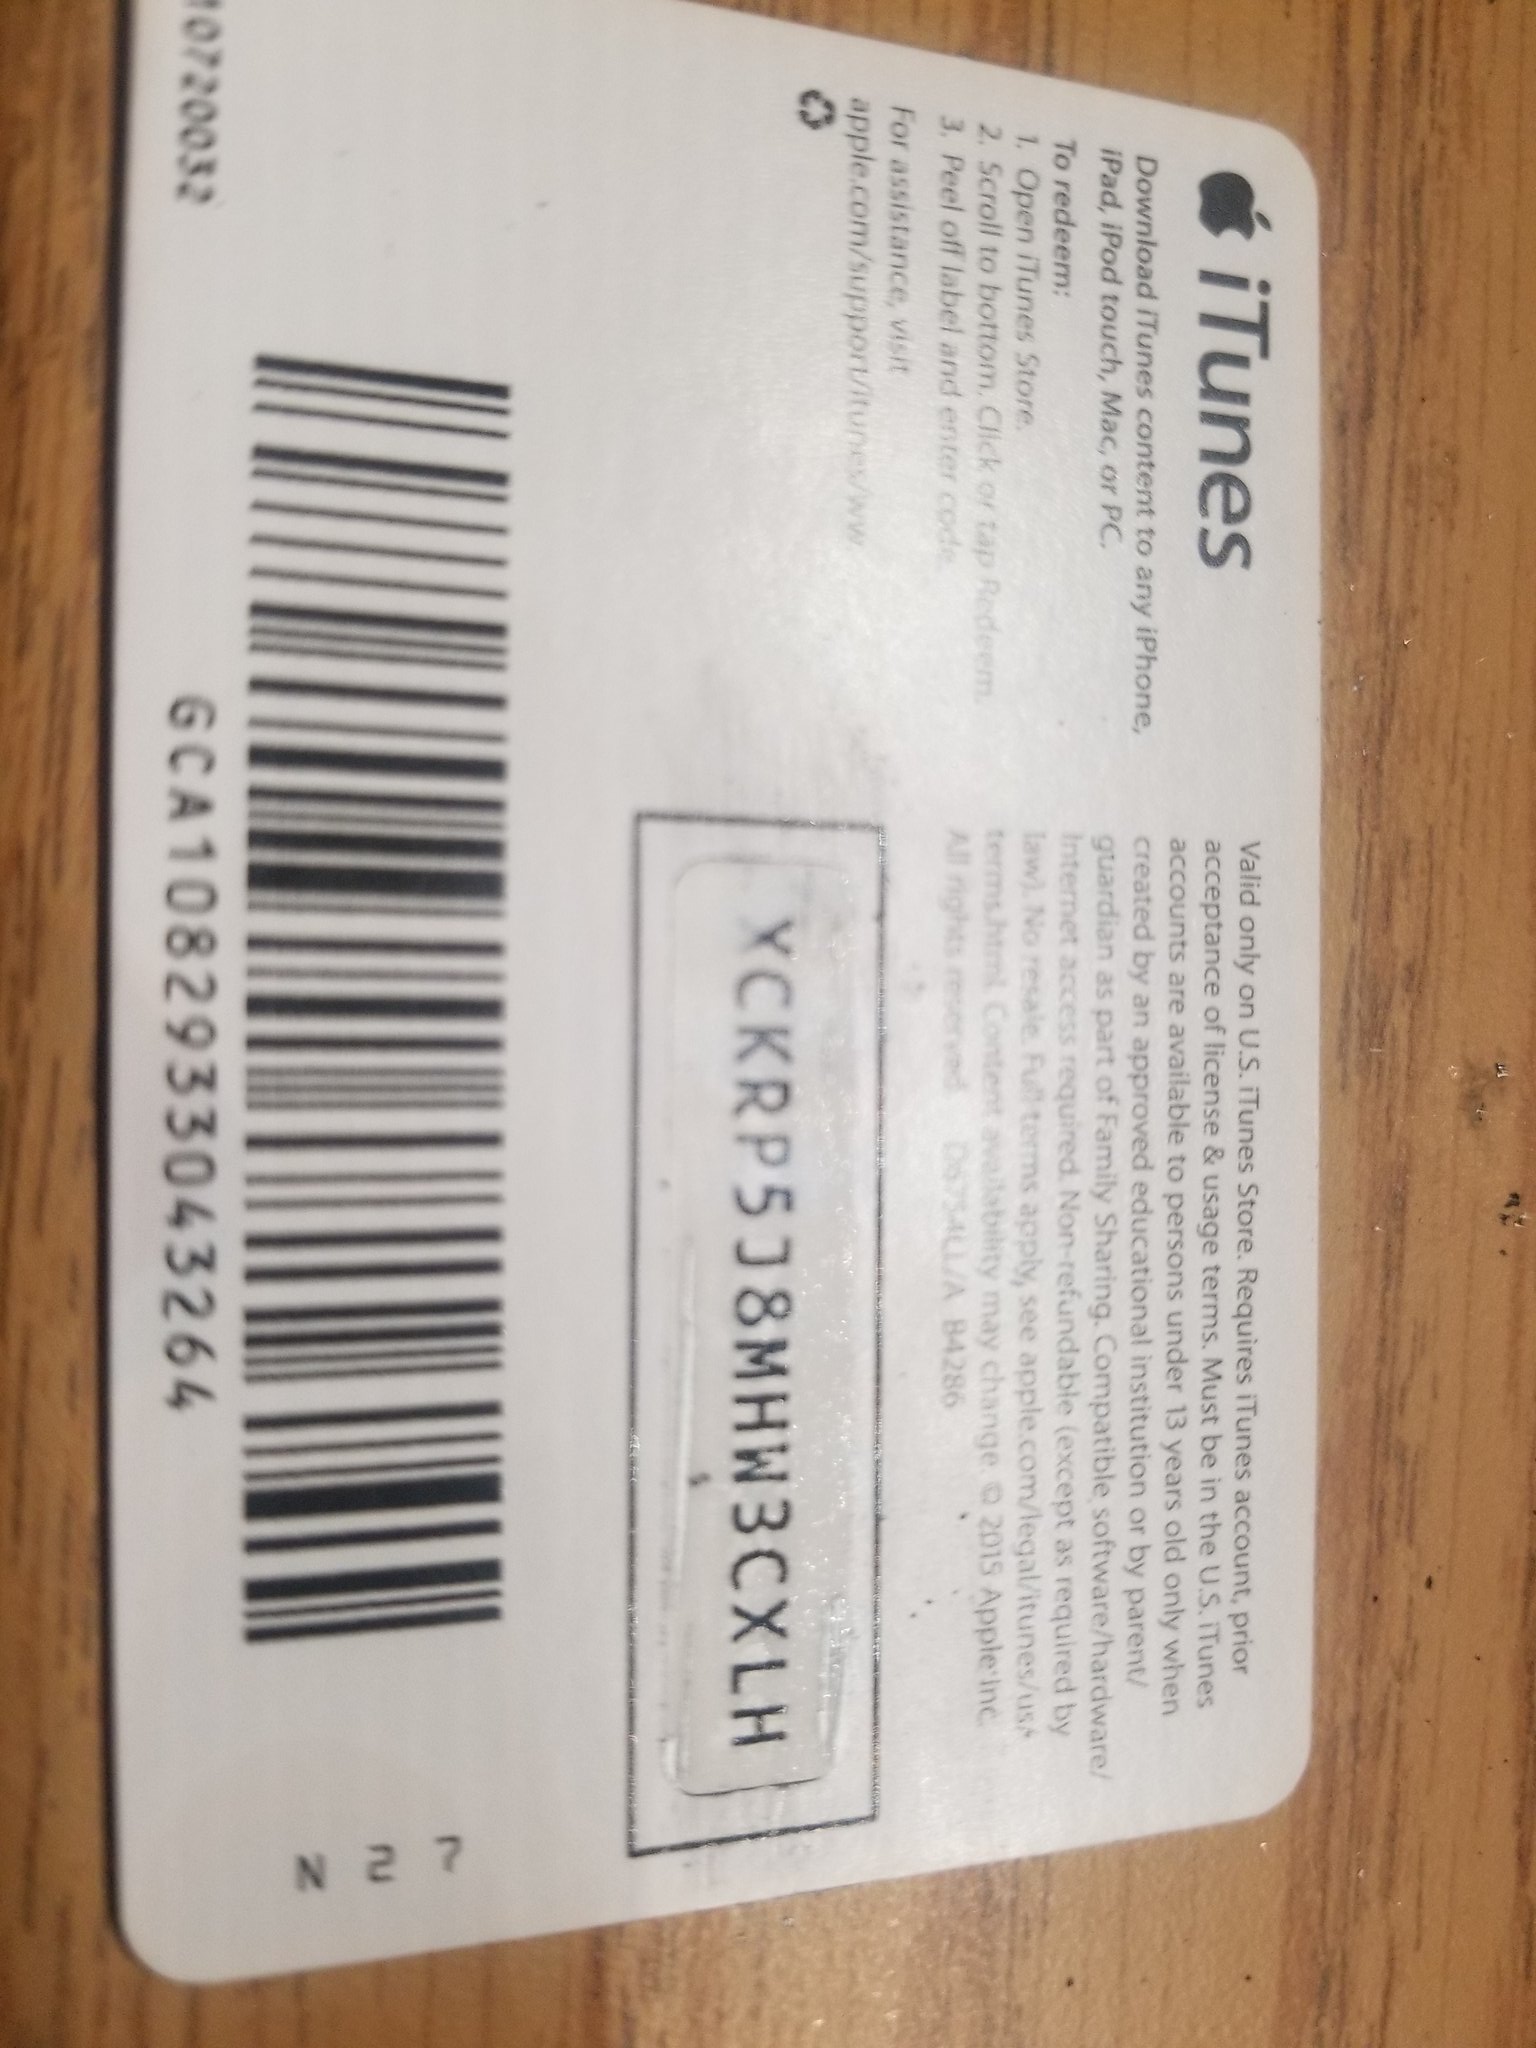 iTunes
Download iTunes content to any iPhone,
iPad, iPod touch, Mac, or PC.
To redeem:
1. Open iTunes Store.
2. Scroll to bottom. Click or tap Redeem.
3. Peel off label and enter code.
For assistance, visit
apple.com/support/itunes/ww
Valid only on U.S. iTunes Store. Requires iTunes account, prior
acceptance of license & usage terms. Must be in the U.S. iTunes
accounts are available to persons under 13 years old only when
created by an approved educational institution or by parent/
guardian as part of Family Sharing. Compatible software/hardware/
Internet access required. Non-refundable (except as required by
law). No resale. Full terms apply, see apple.com/legal/itunes/us/
terms.html. Content availability may change © 2015 Apple Inc.
All rights reserved. D6754LL/A B4286
XCKRP5J8MHW3CXLH
GCA1082933043264
10720032